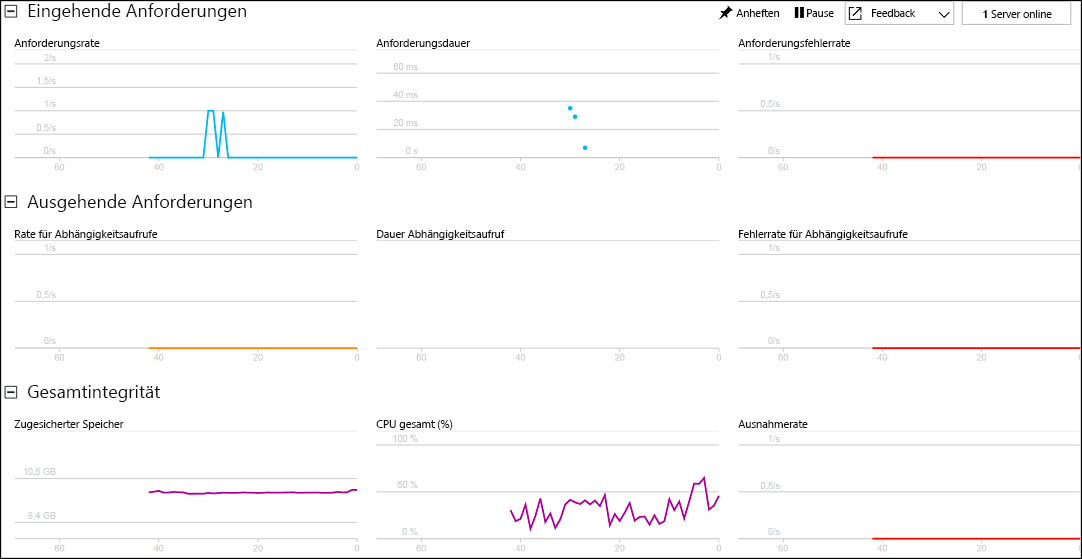 Eingehende Anforderungen
Anheften Pause Feedback 1 Server online
Anforderungsrate
2/s
1,5/s
1/s
0,5/s
0/s
60 40 20 0
Anforderungsdauer
60 ms
40 ms
20 ms
0 s
60 40 20 0
Anforderungsfehlerrate
1/s
0,5/s
0/s
60 40 20
Ausgehende Anforderungen
Rate für Abhängigkeitsaufrufe
1/s
0,5/s
0/s
60 40 20 0
Dauer Abhängigkeitsaufruf
60 40 20 0
Fehlerrate für Abhängigkeitsaufrufe
1/s
0,5/s
0/s
60 40 20
Gesamtintegrität
Zugesicherter Speicher
10,5 GB
8,4 GB
60 40 20 0
CPU gesamt (%)
100 %
50 %
0 %
60 40 20 0
Ausnahmerate
1/s
0,5/s
0/s
60 40 20